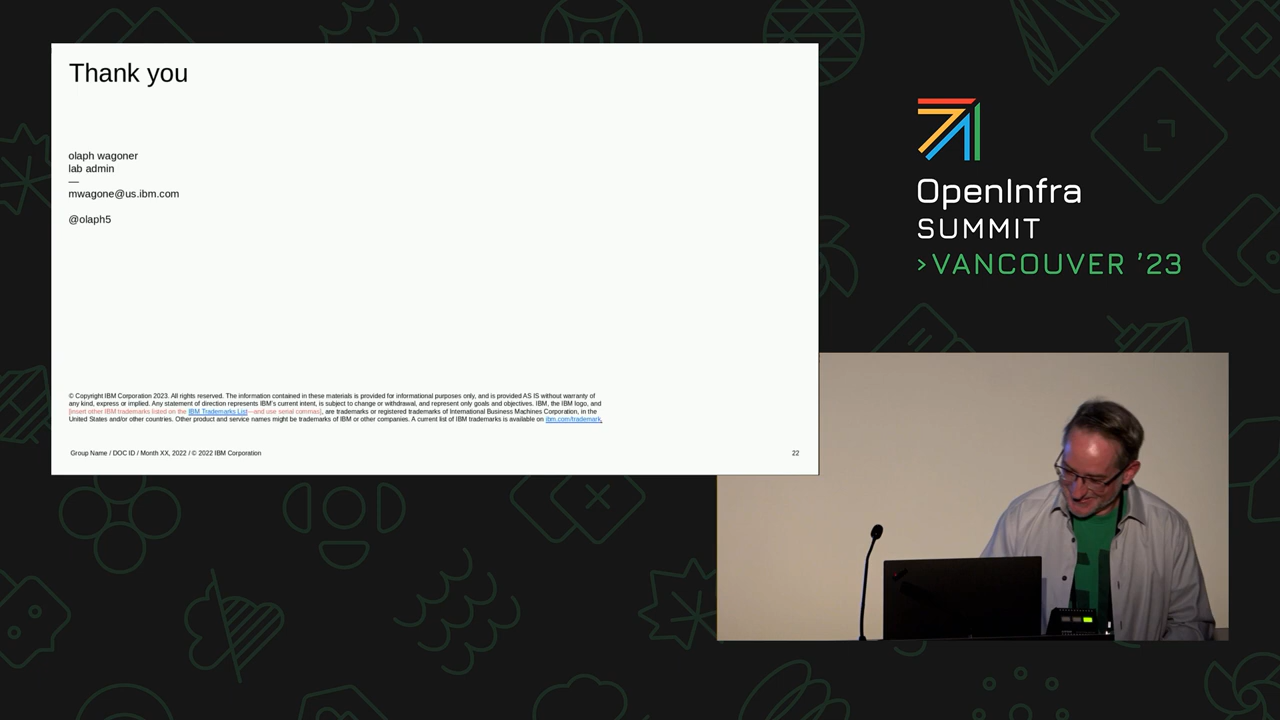 Thank you
olaph wagoner
lab admin
—
mwagone@us.ibm.com
@olaph5
© Copyright IBM Corporation 2023. All rights reserved. The information contained in these materials is provided for informational purposes only, and is provided AS IS without warranty of
any kind, express or implied. Any statement of direction represents IBM's current intent, is subject to change or withdrawal, and represent only goals and objectives. IBM, the IBM logo, and
[insert other IBM trademarks listed on the IBM Trademarks List—and use serial commas], are trademarks or registered trademarks of International Business Machines Corporation, in the
United States and/or other countries. Other product and service names might be trademarks of IBM or other companies. A current list of IBM trademarks is available on ibm.com/trademark.
Group Name / DOC ID / Month XX, 2022 / © 2022 IBM Corporation
22
OpenInfra
SUMMIT
>VANCOUVER ’23